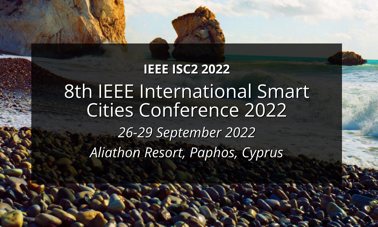 IEEE ISC2 2022
8th IEEE International Smart
Cities Conference 2022
26-29 September 2022
Aliathon Resort, Paphos, Cyprus